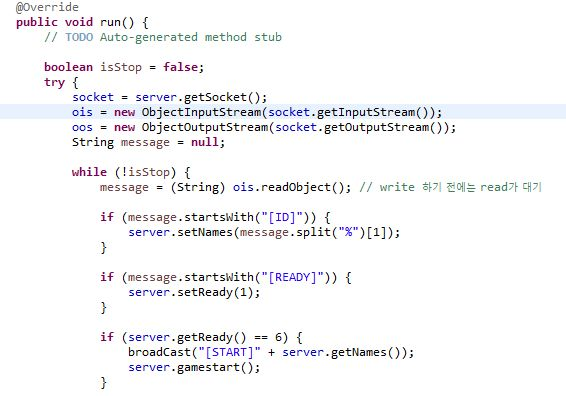 @Override
public void run() {
// TODO Auto-generated method stub
boolean isStop = false;
try {
socket = server.getSocket();
ois = new ObjectInputStream(socket.getInputStream());
oos = new ObjectOutputStream(socket.getOutputStream());
String message = null;
while (!isStop) {
message = (String) ois.readObject(); // write 하기 전에는 read가 대기
if (message.startsWith("[ID]")) {
server.setNames(message.split("%")[1]);
}
if (message.startsWith("[READY]")) {
server.setReady(1);
}
if (server.getReady() == 6) {
broadCast("[START]" + server.getNames());
server.gamestart();
}